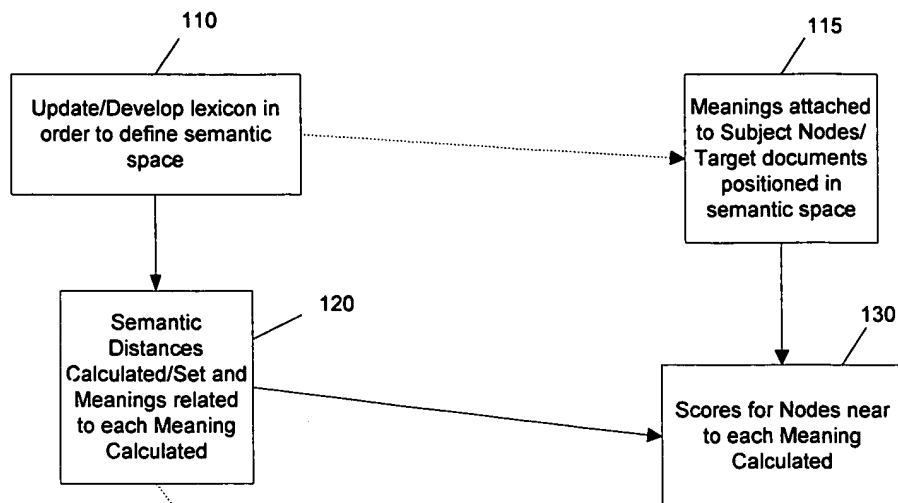 110
115
Update/Develop lexicon in
order to define semantic
space
Meanings attached
to Subject Nodes/
Target documents
positioned in
semantic space
120
Semantic
Distances
Calculated/Set and
Meanings related
to each Meaning
Calculated
130
Scores for Nodes near
to each Meaning
Calculated